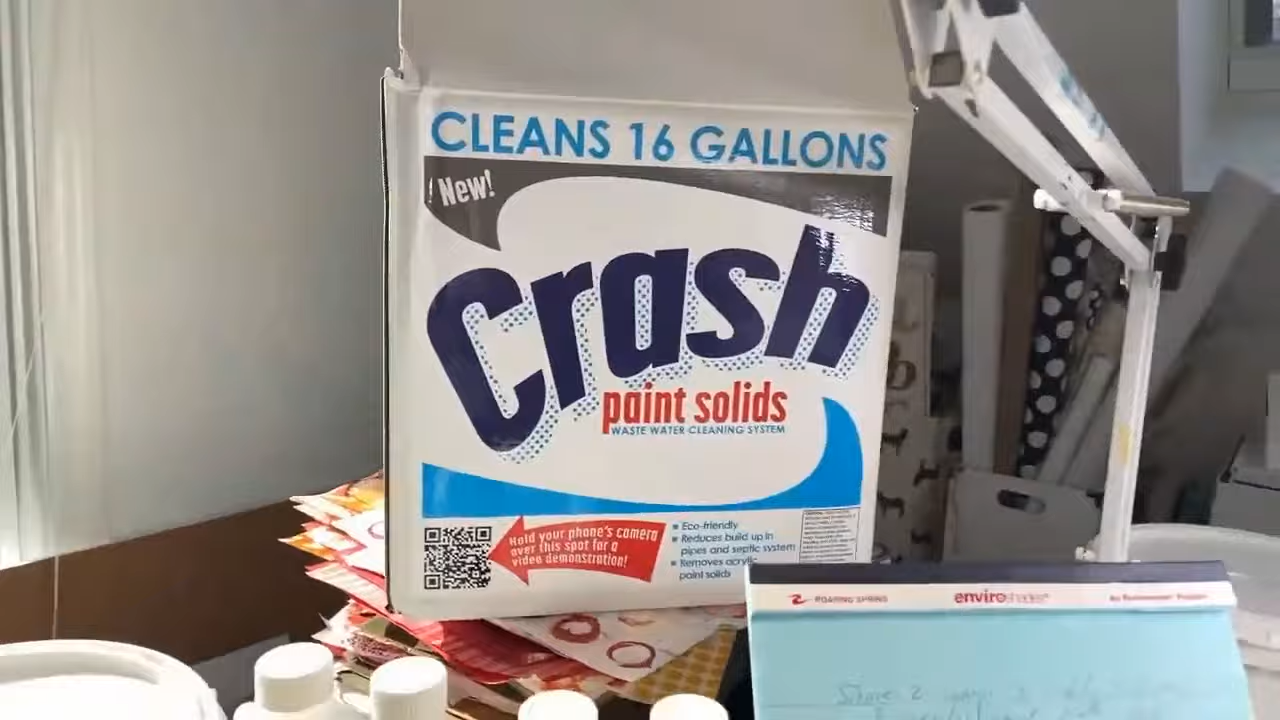 CLEANS 16 GALLONS
New!
Crash
paint solids
WASTE WATER CLEANING SYSTEM
Hold your phone's camera
over this spot for a
video demonstration!
Eco-friendly
Reduces build up in
pipes and septic system
Removes acrylic
paint solids
ROARING SPRING
enviroshades